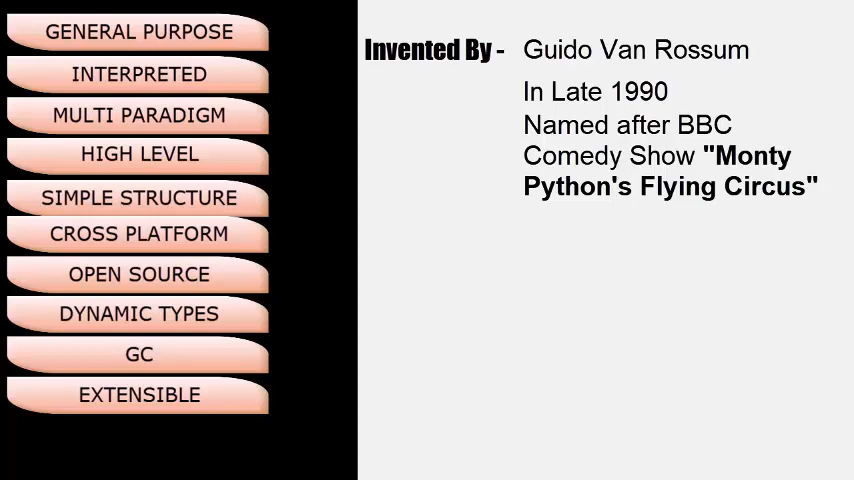 GENERAL PURPOSE
INTERPRETED
MULTI PARADIGM
HIGH LEVEL
SIMPLE STRUCTURE
CROSS PLATFORM
OPEN SOURCE
DYNAMIC TYPES
GC
EXTENSIBLE
Invented By - Guido Van Rossum
In Late 1990
Named after BBC
Comedy Show "Monty
Python's Flying Circus"